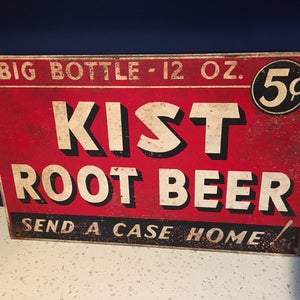 BIG BOTTLE - 12 OZ.
5¢
KIST
ROOT BEER
SEND A CASE HOME!